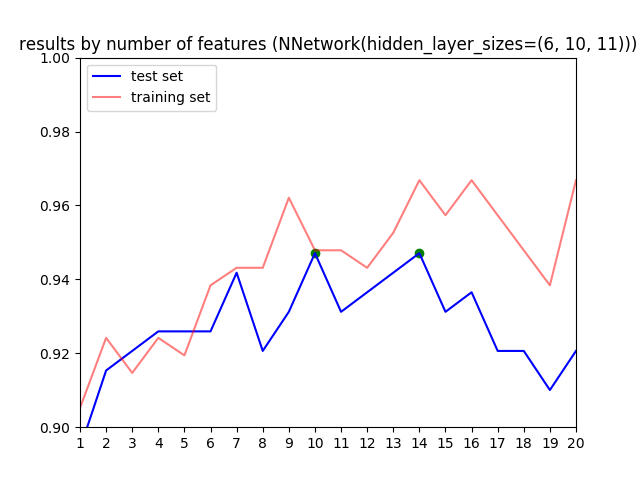 results by number of features (NNetwork(hidden_layer_sizes=(6, 10, 11)))
1.00
test set
training set
0.98
0.96
0.94
0.92
0.90
1 2 3 4 5 6 7 8 9 10 11 12 13 14 15 16 17 18 19 20